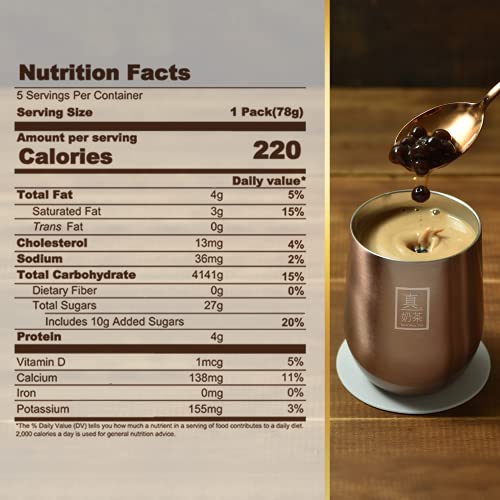 Nutrition Facts
5 Servings Per Container
Serving Size 1 Pack(78g)
Amount per serving
Calories 220
Daily value*
Total Fat 4g 5%
Saturated Fat 3g 15%
Trans Fat 0g
Cholesterol 13mg 4%
Sodium 36mg 2%
Total Carbohydrate 4141g 15%
Dietary Fiber 0g 0%
Total Sugars 27g
Includes 10g Added Sugars 20%
Protein 4g
Vitamin D 1mcg 5%
Calcium 138mg 11%
Iron 0mg 0%
Potassium 155mg 3%
*The % Daily Value (DV) tells you how much a nutrient in a serving of food contributes to a daily diet.
2,000 calories a day is used for general nutrition advice.
真
奶茶